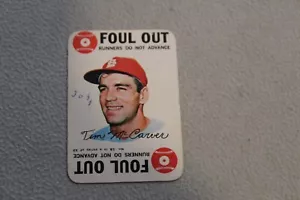 FOUL OUT
RUNNERS DO NOT ADVANCE
Tim McCarver
RUNNERS DO NOT ADVANCE
FOUL OUT